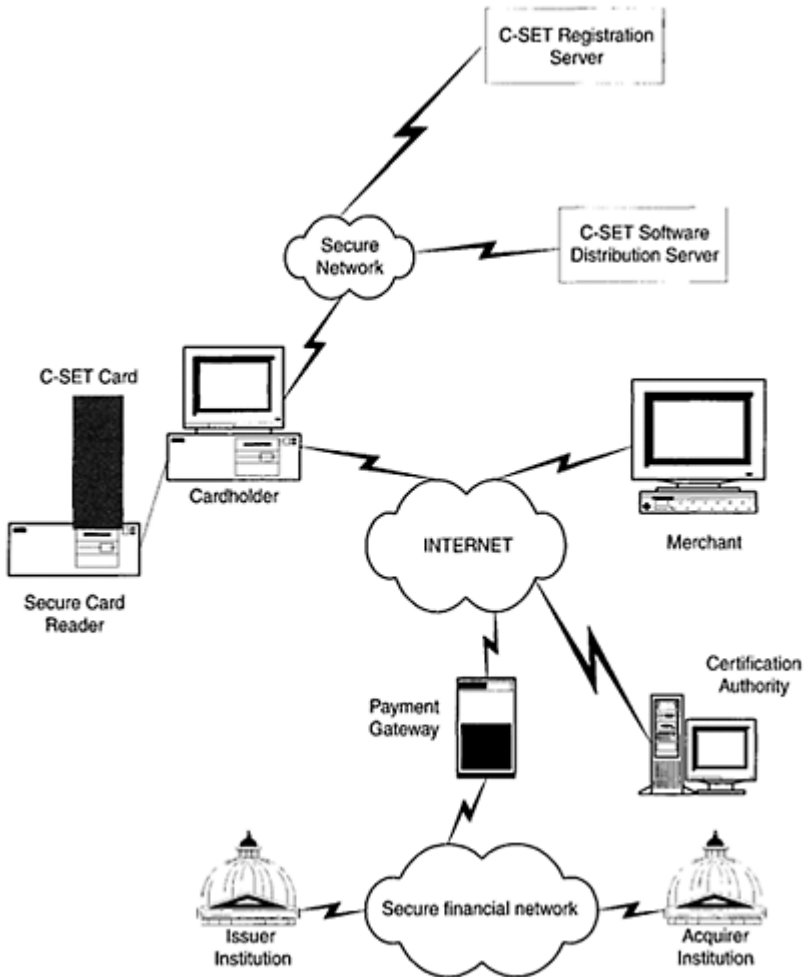 C-SET Registration
Server
Secure
Network
C-SET Software
Distribution Server
C-SET Card
Cardholder
INTERNET
Merchant
Secure Card
Reader
Certification
Authority
Payment
Gateway
Secure financial network
Issuer
Institution
Acquirer
Institution